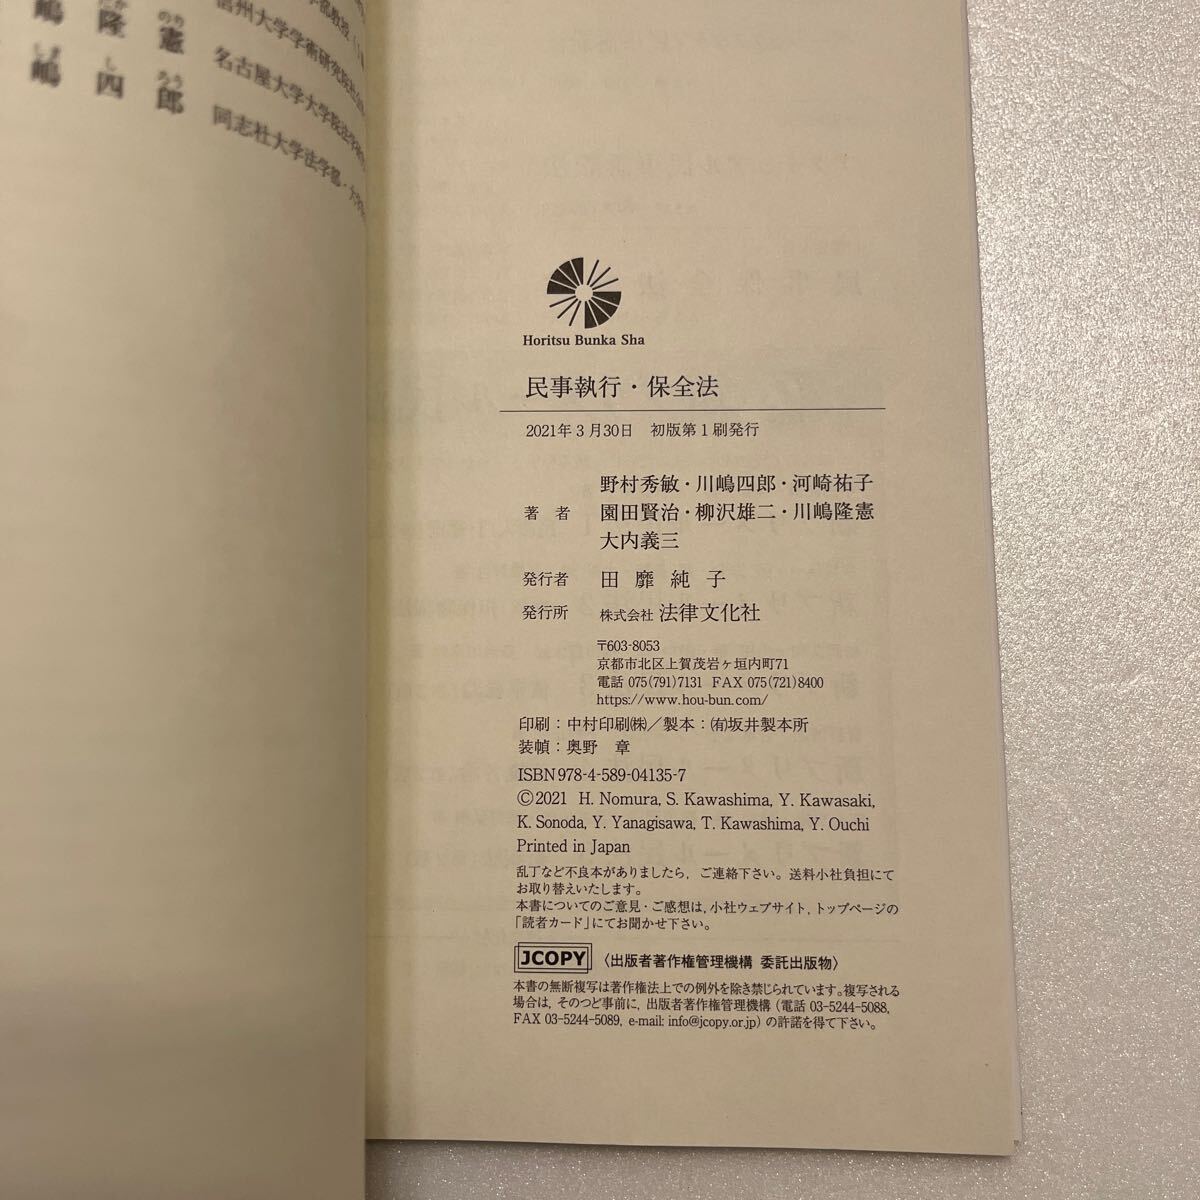 嶋 隆 憲 名古屋大学大学院法学
嶋 四 郎 同志社大学法学部・
信州大学学術研究院
Horitsu Bunka Sha
民事執行・保全法
2021年3月30日 初版第1刷発行
著者
野村秀敏・川嶋四郎・河崎祐子
園田賢治・柳沢雄二・川嶋隆憲
大内義三
発行者 田靡純子
発行所 株式会社 法律文化社
〒603-8053
京都市北区上賀茂岩ヶ垣内町71
電話 075(791)7131 FAX 075(721)8400
https://www.hou-bun.com/
印刷：中村印刷㈱／製本：㈲坂井製本所
装幀：奥野 章
ISBN 978-4-589-04135-7
©2021 H. Nomura, S. Kawashima, Y. Kawasaki,
K. Sonoda, Y. Yanagisawa, T. Kawashima, Y. Ouchi
Printed in Japan
乱丁など不良本がありましたら，ご連絡下さい。送料小社負担にて
お取り替えいたします。
本書についてのご意見・ご感想は，小社ウェブサイト，トップページの
「読者カード」にてお聞かせ下さい。
JCOPY 〈出版者著作権管理機構 委託出版物〉
本書の無断複写は著作権法上での例外を除き禁じられています。複写される
場合は，そのつど事前に，出版者著作権管理機構（電話 03-5244-5088,
FAX 03-5244-5089, e-mail: info@jcopy.or.jp）の許諾を得て下さい。